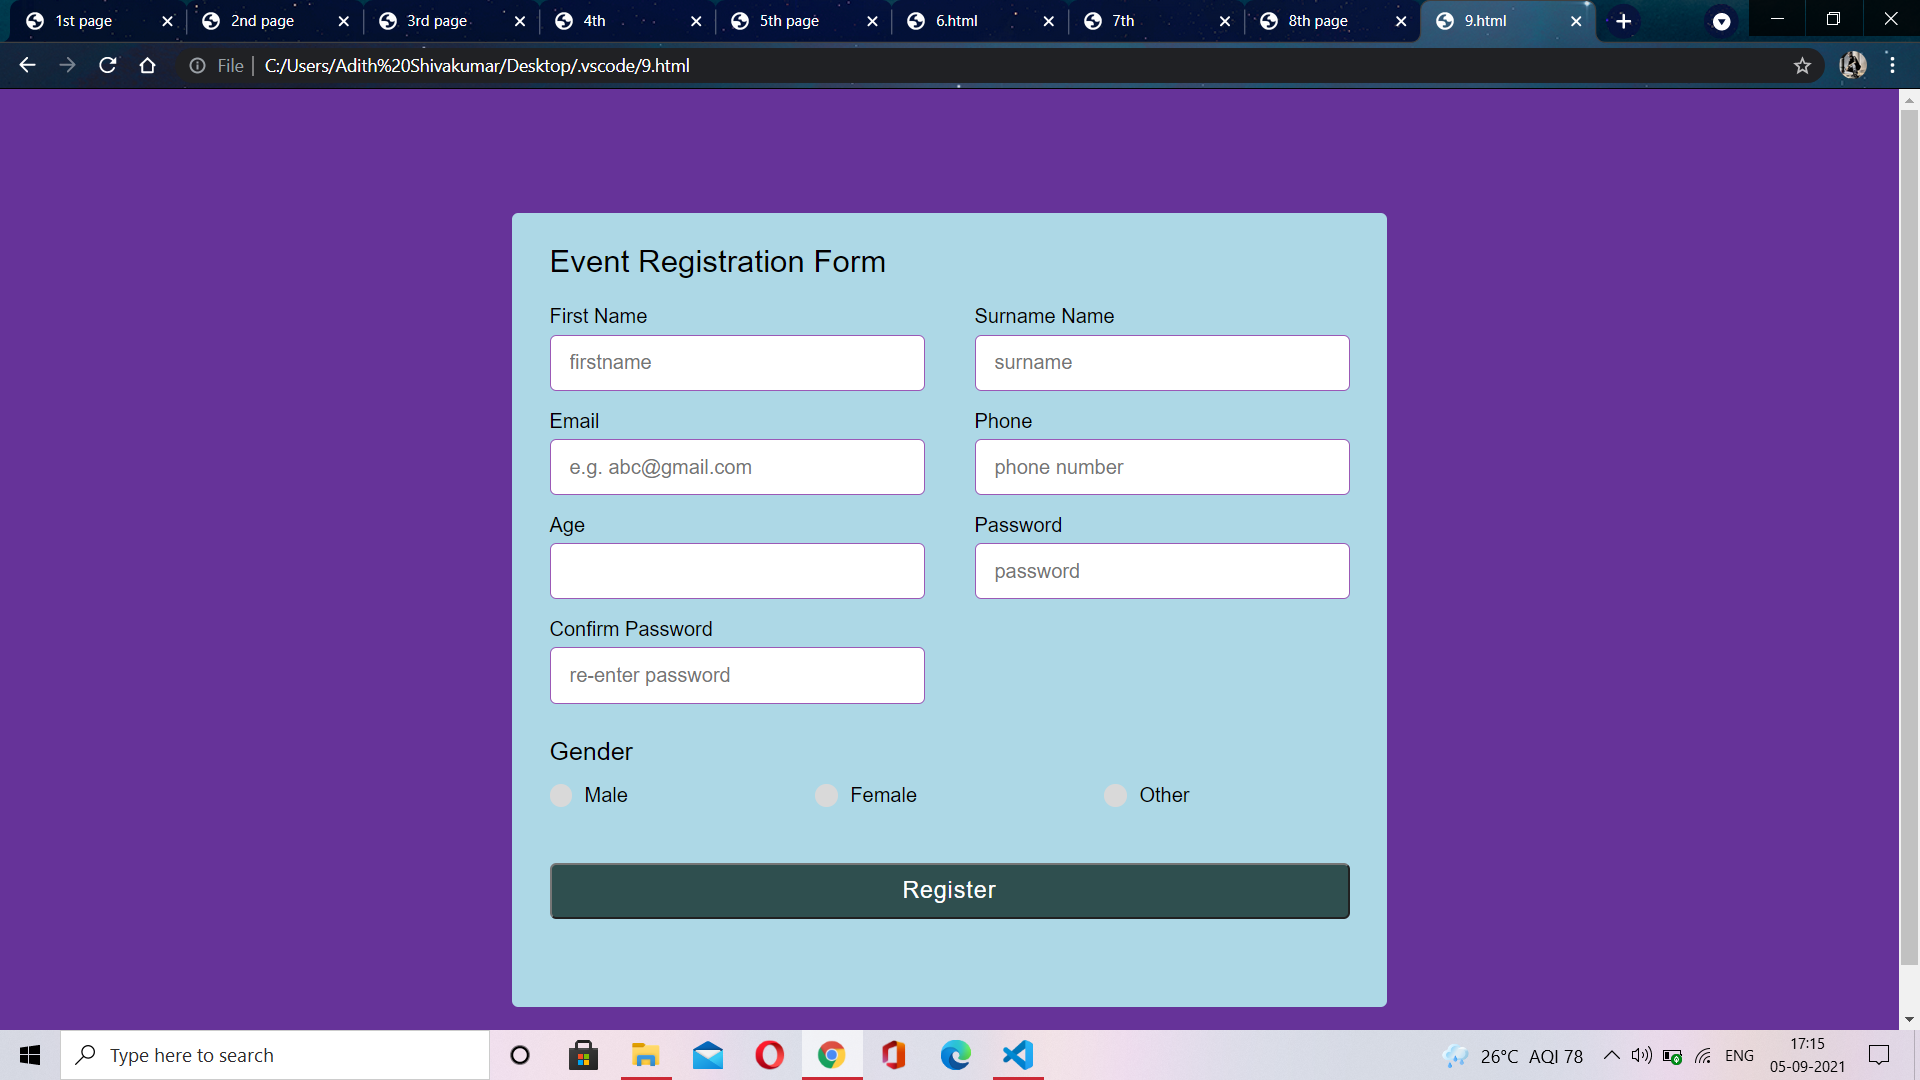 1st page 2nd page 3rd page 4th 5th page 6.html 7th 8th page 9.html
File C:/Users/Adith%20Shivakumar/Desktop/.vscode/9.html
Event Registration Form
First Name Surname Name
firstname surname
Email Phone
e.g. abc@gmail.com phone number
Age Password
password
Confirm Password
re-enter password
Gender
Male Female Other
Register
Type here to search 26°C AQI 78 ENG 17:15
05-09-2021